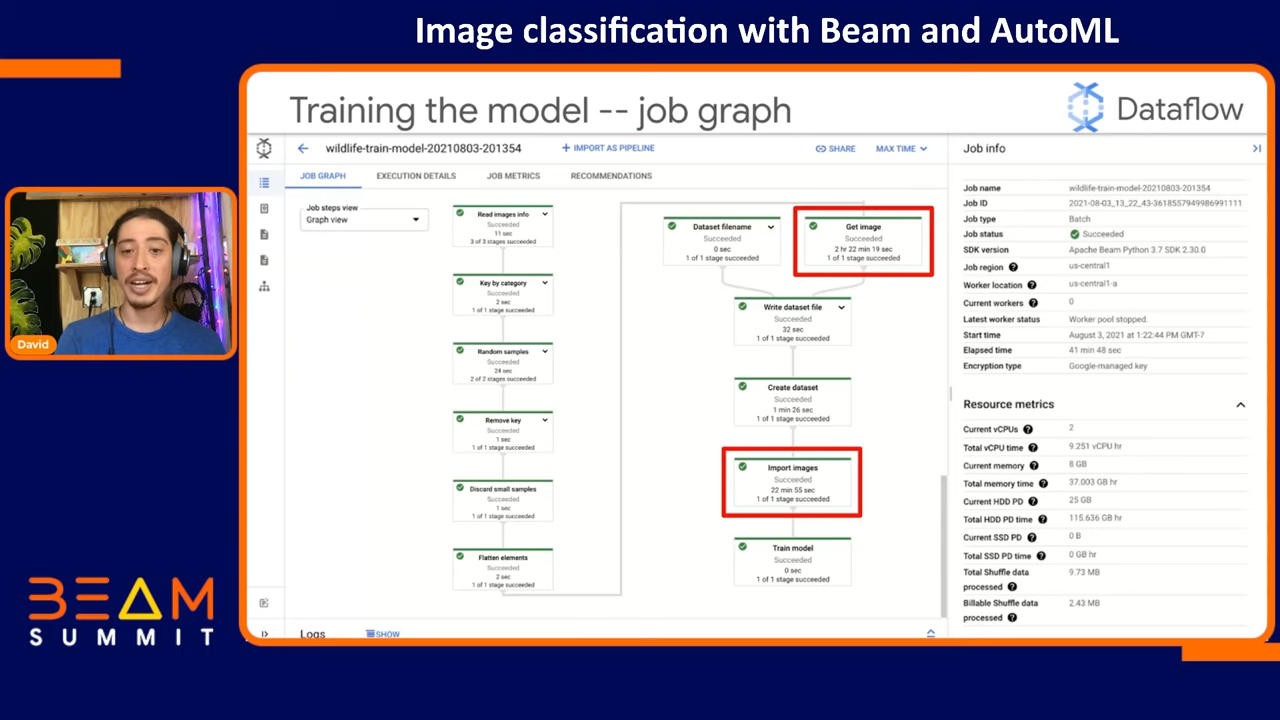 Image classification with Beam and AutoML
Training the model -- job graph
Dataflow
wildlife-train-model-20210803-201354
IMPORT AS PIPELINE
SHARE
MAX TIME
JOB GRAPH
EXECUTION DETAILS
JOB METRICS
RECOMMENDATIONS
Job steps view
Graph view
Read images info
11 sec
3 of 3 stages succeeded
Key by category
Succeeded
2 sec
1 of 1 stage succeeded
Random samples
Succeeded
24 sec
2 of 2 stages succeeded
Remove key
Succeeded
1 sec
1 of 1 stage succeeded
Discard small samples
Succeeded
1 sec
1 of 1 stage succeeded
Flatten elements
Succeeded
2 sec
1 of 1 stage succeeded
Dataset filename
Succeeded
0 sec
1 of 1 stage succeeded
Get image
Succeeded
2 hr 22 min 19 sec
1 of 1 stage succeeded
Write dataset file
Succeeded
32 sec
1 of 1 stage succeeded
Create dataset
Succeeded
1 min 26 sec
1 of 1 stage succeeded
Import images
Succeeded
22 min 55 sec
1 of 1 stage succeeded
Train model
Succeeded
0 sec
1 of 1 stage succeeded
Logs
SHOW
Job info
Job name wildlife-train-model-20210803-201354
Job ID 2021-08-03_13_22_43-3618557949986991111
Job type Batch
Job status Succeeded
SDK version Apache Beam Python 3.7 SDK 2.30.0
Job region us-central1
Worker location us-central1-a
Current workers 0
Latest worker status Worker pool stopped.
Start time August 3, 2021 at 1:22:44 PM GMT-7
Elapsed time 41 min 48 sec
Encryption type Google-managed key
Resource metrics
Current vCPUs 2
Total vCPU time 9.251 vCPU hr
Current memory 8 GB
Total memory time 37.003 GB hr
Current HDD PD 25 GB
Total HDD PD time 115.636 GB hr
Current SSD PD 0 B
Total SSD PD time 0 GB hr
Total Shuffle data 9.73 MB
processed
Billable Shuffle data 2.43 MB
processed
David
BEAM
SUMMIT